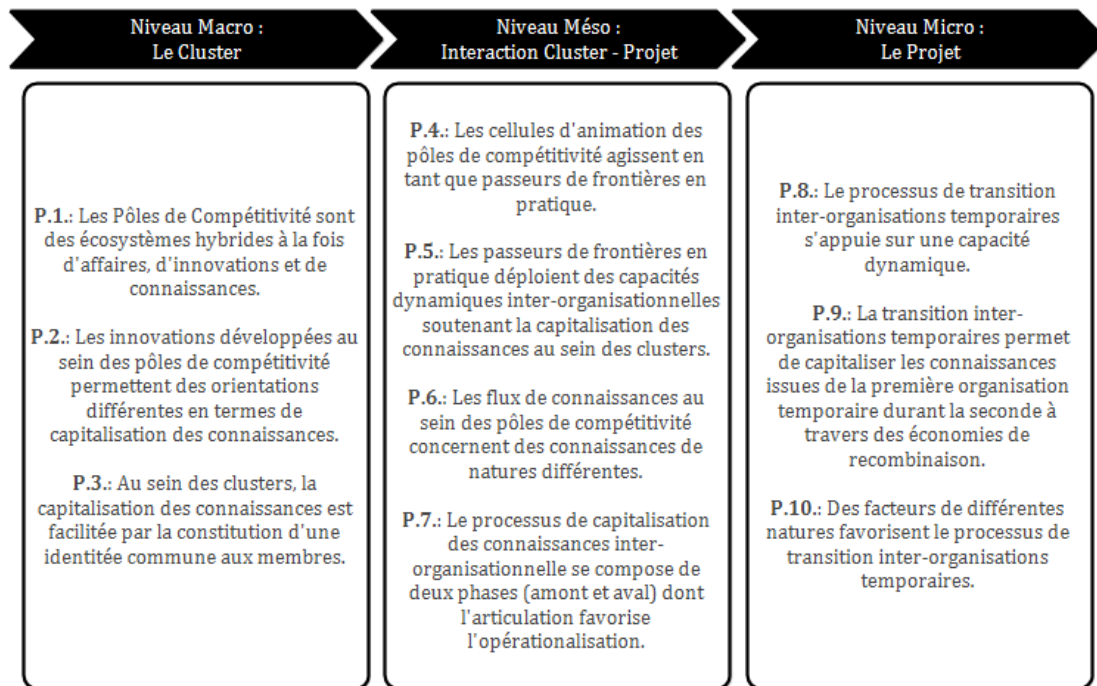 Niveau Macro :
Le Cluster
Niveau Méso :
Interaction Cluster - Projet
Niveau Micro :
Le Projet
P.1.: Les Pôles de Compétitivité sont
des écosystèmes hybrides à la fois
d'affaires, d'innovations et de
connaissances.
P.2.: Les innovations développées au
sein des pôles de compétitivité
permettent des orientations
différentes en termes de
capitalisation des connaissances.
P.3.: Au sein des clusters, la
capitalisation des connaissances est
facilitée par la constitution d'une
identitée commune aux membres.
P.4.: Les cellules d'animation des
pôles de compétitivité agissent en
tant que passeurs de frontières en
pratique.
P.5.: Les passeurs de frontières en
pratique déploient des capacités
dynamiques inter-organisationnelles
soutenant la capitalisation des
connaissances au sein des clusters.
P.6.: Les flux de connaissances au
sein des pôles de compétitivité
concernent des connaissances de
natures différentes.
P.7.: Le processus de capitalisation
des connaissances inter-
organisationnelle se compose de
deux phases (amont et aval) dont
l'articulation favorise
l'opérationalisation.
P.8.: Le processus de transition
inter-organisations temporaires
s'appuie sur une capacité
dynamique.
P.9.: La transition inter-
organisations temporaires permet
de capitaliser les connaissances
issues de la première organisation
temporaire durant la seconde à
travers des économies de
recombinaison.
P.10.: Des facteurs de différentes
natures favorisent le processus de
transition inter-organisations
temporaires.